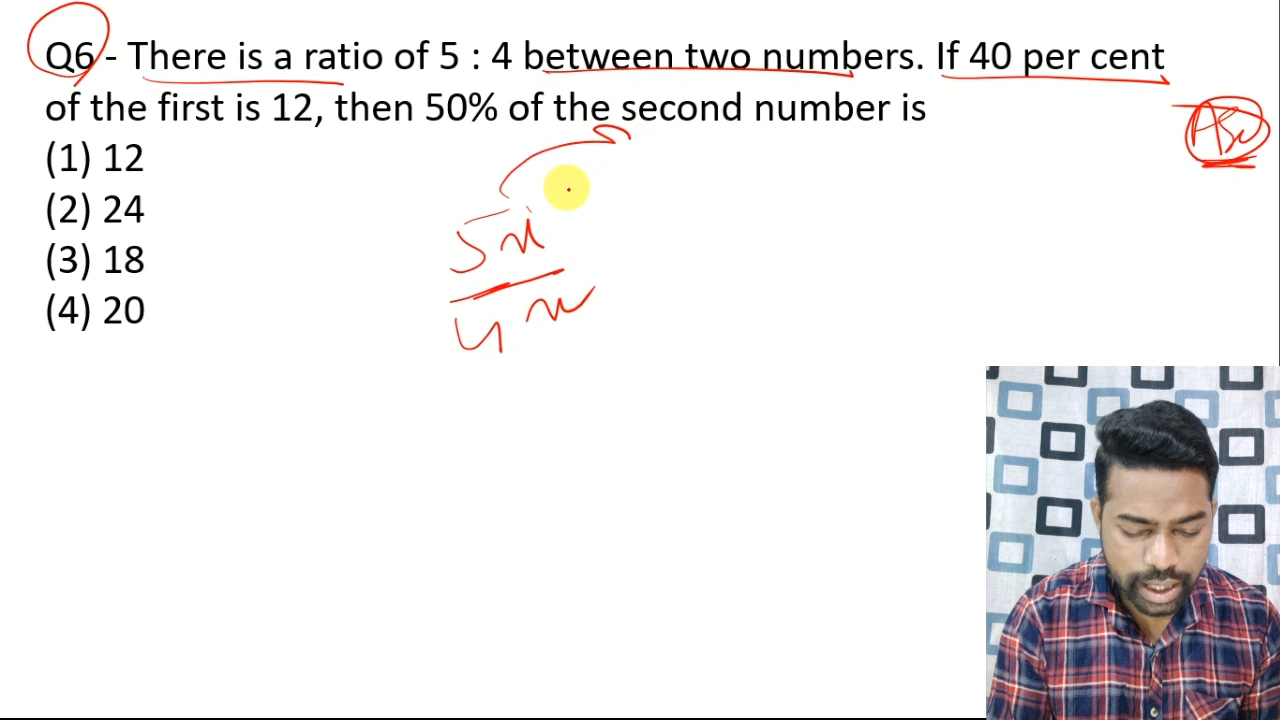 Q6 - There is a ratio of 5 : 4 between two numbers. If 40 per cent
of the first is 12, then 50% of the second number is
(1) 12
(2) 24
(3) 18
(4) 20
5x
4x